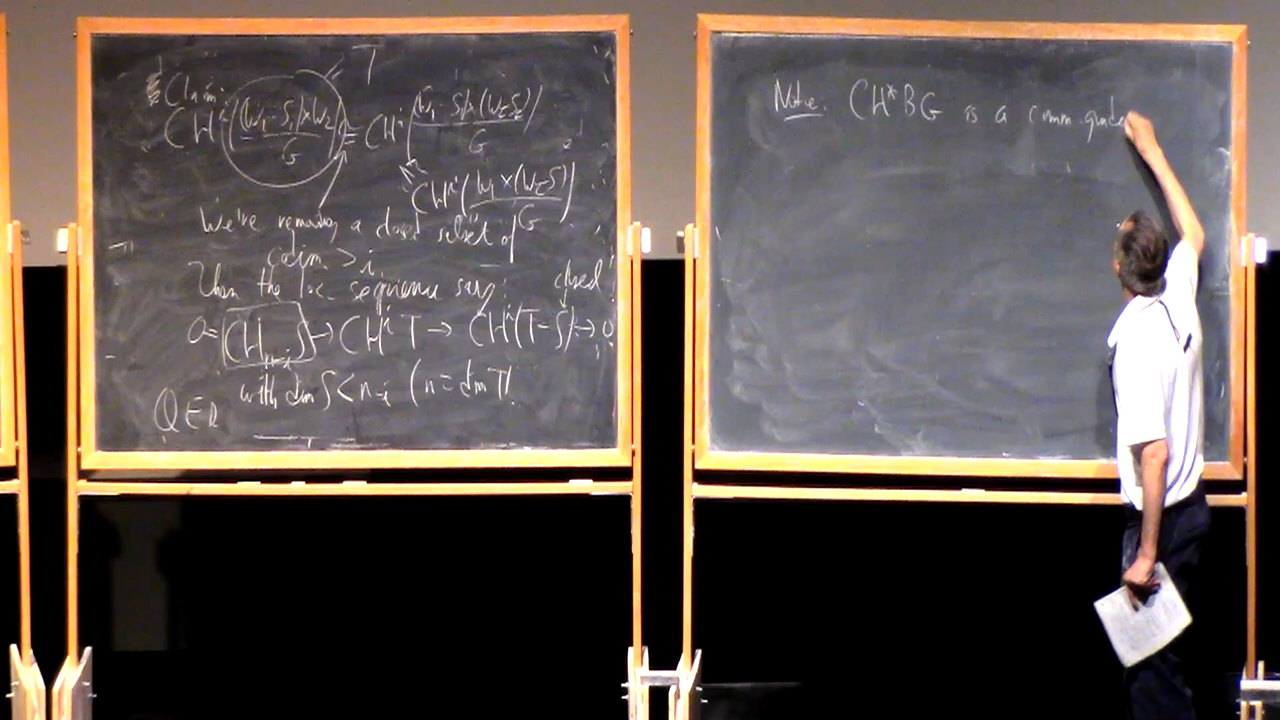 Claim:
T
CH^i((W_1 - S_1)×W_2 / G) = CH^i((W_1 - S_1)×(W_2-S_2) / G)
CH^i(W_1×(W_2-S) / G)
We're removing a closed subset of
codim. > i
Then the loc. sequence says: closed
0= CH_{n-i} S → CH^i T → CH^i(T-S) → 0
with dim S < n-i (n = dim T).
QED
Note. CH*BG is a comm. grade